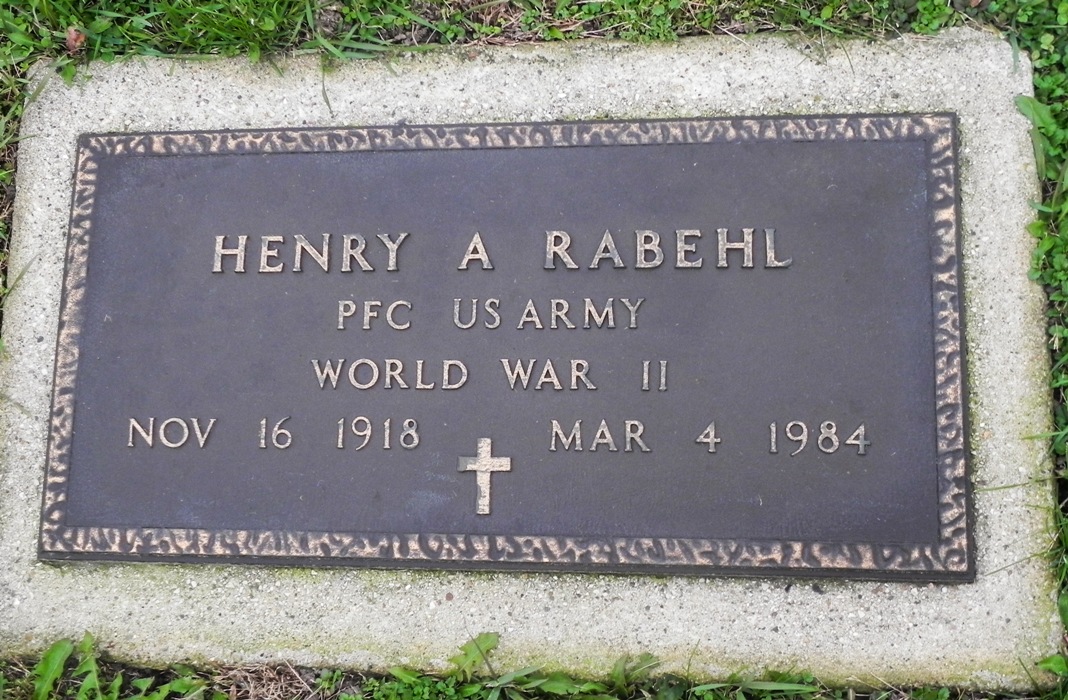 HENRY A RABEHL
PFC US ARMY
WORLD WAR II
NOV 16 1918 MAR 4 1984